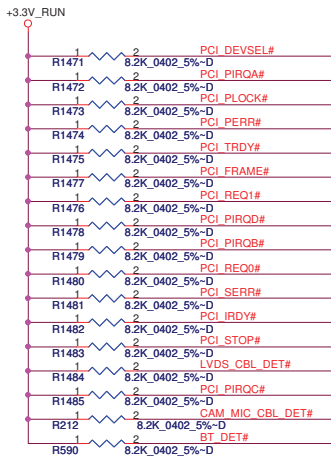 +3.3V_RUN
1 2 PCI_DEVSEL#
R1471 8.2K_0402_5%~D
1 2 PCI_PIRQA#
R1472 8.2K_0402_5%~D
1 2 PCI_PLOCK#
R1473 8.2K_0402_5%~D
1 2 PCI_PERR#
R1474 8.2K_0402_5%~D
1 2 PCI_TRDY#
R1475 8.2K_0402_5%~D
1 2 PCI_FRAME#
R1477 8.2K_0402_5%~D
1 2 PCI_REQ1#
R1476 8.2K_0402_5%~D
1 2 PCI_PIRQD#
R1478 8.2K_0402_5%~D
1 2 PCI_PIRQB#
R1479 8.2K_0402_5%~D
1 2 PCI_REQ0#
R1480 8.2K_0402_5%~D
1 2 PCI_SERR#
R1481 8.2K_0402_5%~D
1 2 PCI_IRDY#
R1482 8.2K_0402_5%~D
1 2 PCI_STOP#
R1483 8.2K_0402_5%~D
1 2 LVDS_CBL_DET#
R1484 8.2K_0402_5%~D
1 2 PCI_PIRQC#
R1485 8.2K_0402_5%~D
1 2 CAM_MIC_CBL_DET#
R212 8.2K_0402_5%~D
1 2 BT_DET#
R590 8.2K_0402_5%~D